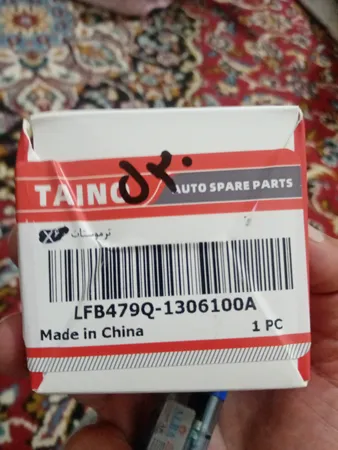 TAINO
AUTO SPARE PARTS
ترموستات
LFB479Q-1306100A
Made in China
1 PC